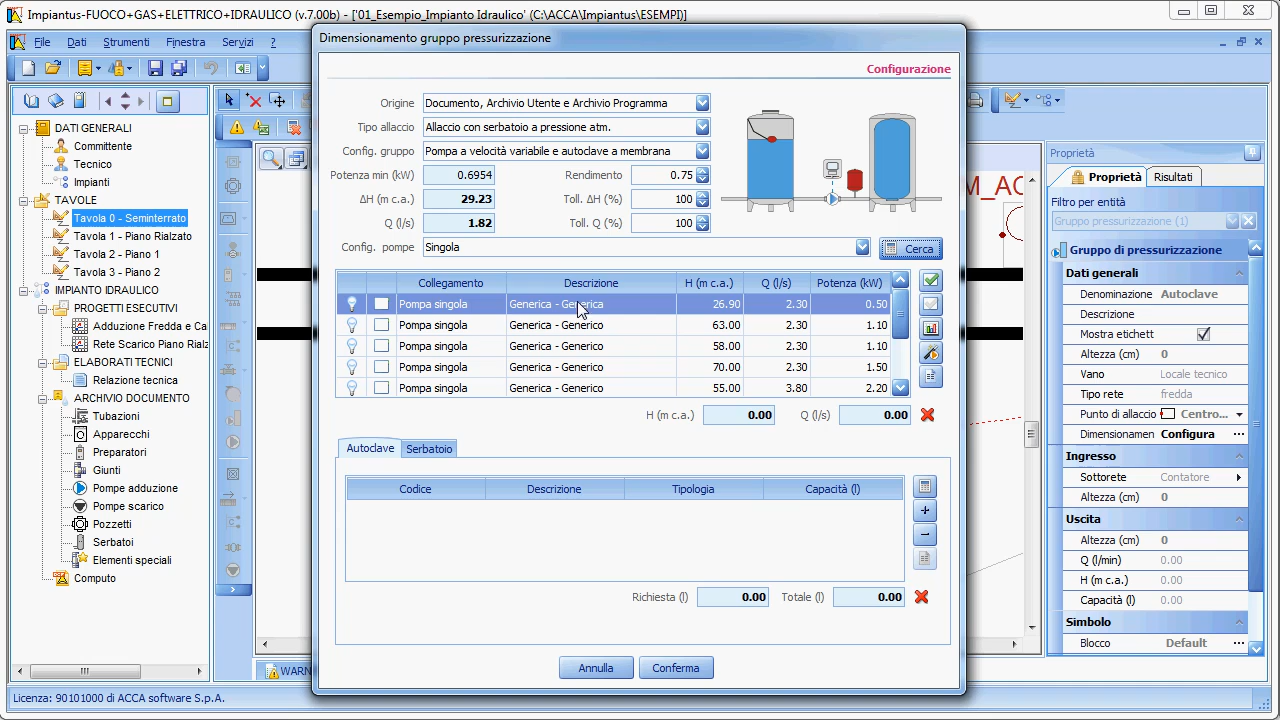 Impiantus-FUOCO+GAS+ELETTRICO+IDRAULICO (v.7.00b) - ['01_Esempio_Impianto Idraulico' (C:\ACCA\Impiantus\ESEMPI)]
File Dati Strumenti Finestra Servizi ?
DATI GENERALI
Committente
Tecnico
Impianti
TAVOLE
Tavola 0 - Seminterrato
Tavola 1 - Piano Rialzato
Tavola 2 - Piano 1
Tavola 3 - Piano 2
IMPIANTO IDRAULICO
PROGETTI ESECUTIVI
Adduzione Fredda e Ca
Rete Scarico Piano Rialz
ELABORATI TECNICI
Relazione tecnica
ARCHIVIO DOCUMENTO
Tubazioni
Apparecchi
Preparatori
Giunti
Pompe adduzione
Pompe scarico
Pozzetti
Serbatoi
Elementi speciali
Computo
WARN
Dimensionamento gruppo pressurizzazione
Configurazione
Origine Documento, Archivio Utente e Archivio Programma
Tipo allaccio Allaccio con serbatoio a pressione atm.
Config. gruppo Pompa a velocità variabile e autoclave a membrana
Potenza min (kW) 0.6954 Rendimento 0.75
ΔH (m c.a.) 29.23 Toll. ΔH (%) 100
Q (l/s) 1.82 Toll. Q (%) 100
Config. pompe Singola Cerca
Collegamento Descrizione H (m c.a.) Q (l/s) Potenza (kW)
Pompa singola Generica - Generica 26.90 2.30 0.50
Pompa singola Generica - Generico 63.00 2.30 1.10
Pompa singola Generica - Generico 58.00 2.30 1.10
Pompa singola Generica - Generico 70.00 2.30 1.50
Pompa singola Generica - Generico 55.00 3.80 2.20
H (m c.a.) 0.00 Q (l/s) 0.00
Autoclave Serbatoio
Codice Descrizione Tipologia Capacità (l)
Richiesta (l) 0.00 Totale (l) 0.00
Annulla Conferma
M_AC
Proprietà
Proprietà Risultati
Filtro per entità
Gruppo pressurizzazione (1)
Gruppo di pressurizzazione
Dati generali
Denominazione Autoclave
Descrizione
Mostra etichett
Altezza (cm) 0
Vano Locale tecnico
Tipo rete fredda
Punto di allaccio Centro...
Dimensionamen Configura ...
Ingresso
Sottorete Contatore
Altezza (cm) 0
Uscita
Altezza (cm) 0
Q (l/min) 0.00
H (m c.a.) 0.00
Capacità (l) 0.00
Simbolo
Blocco Default ...
Licenza: 90101000 di ACCA software S.p.A.